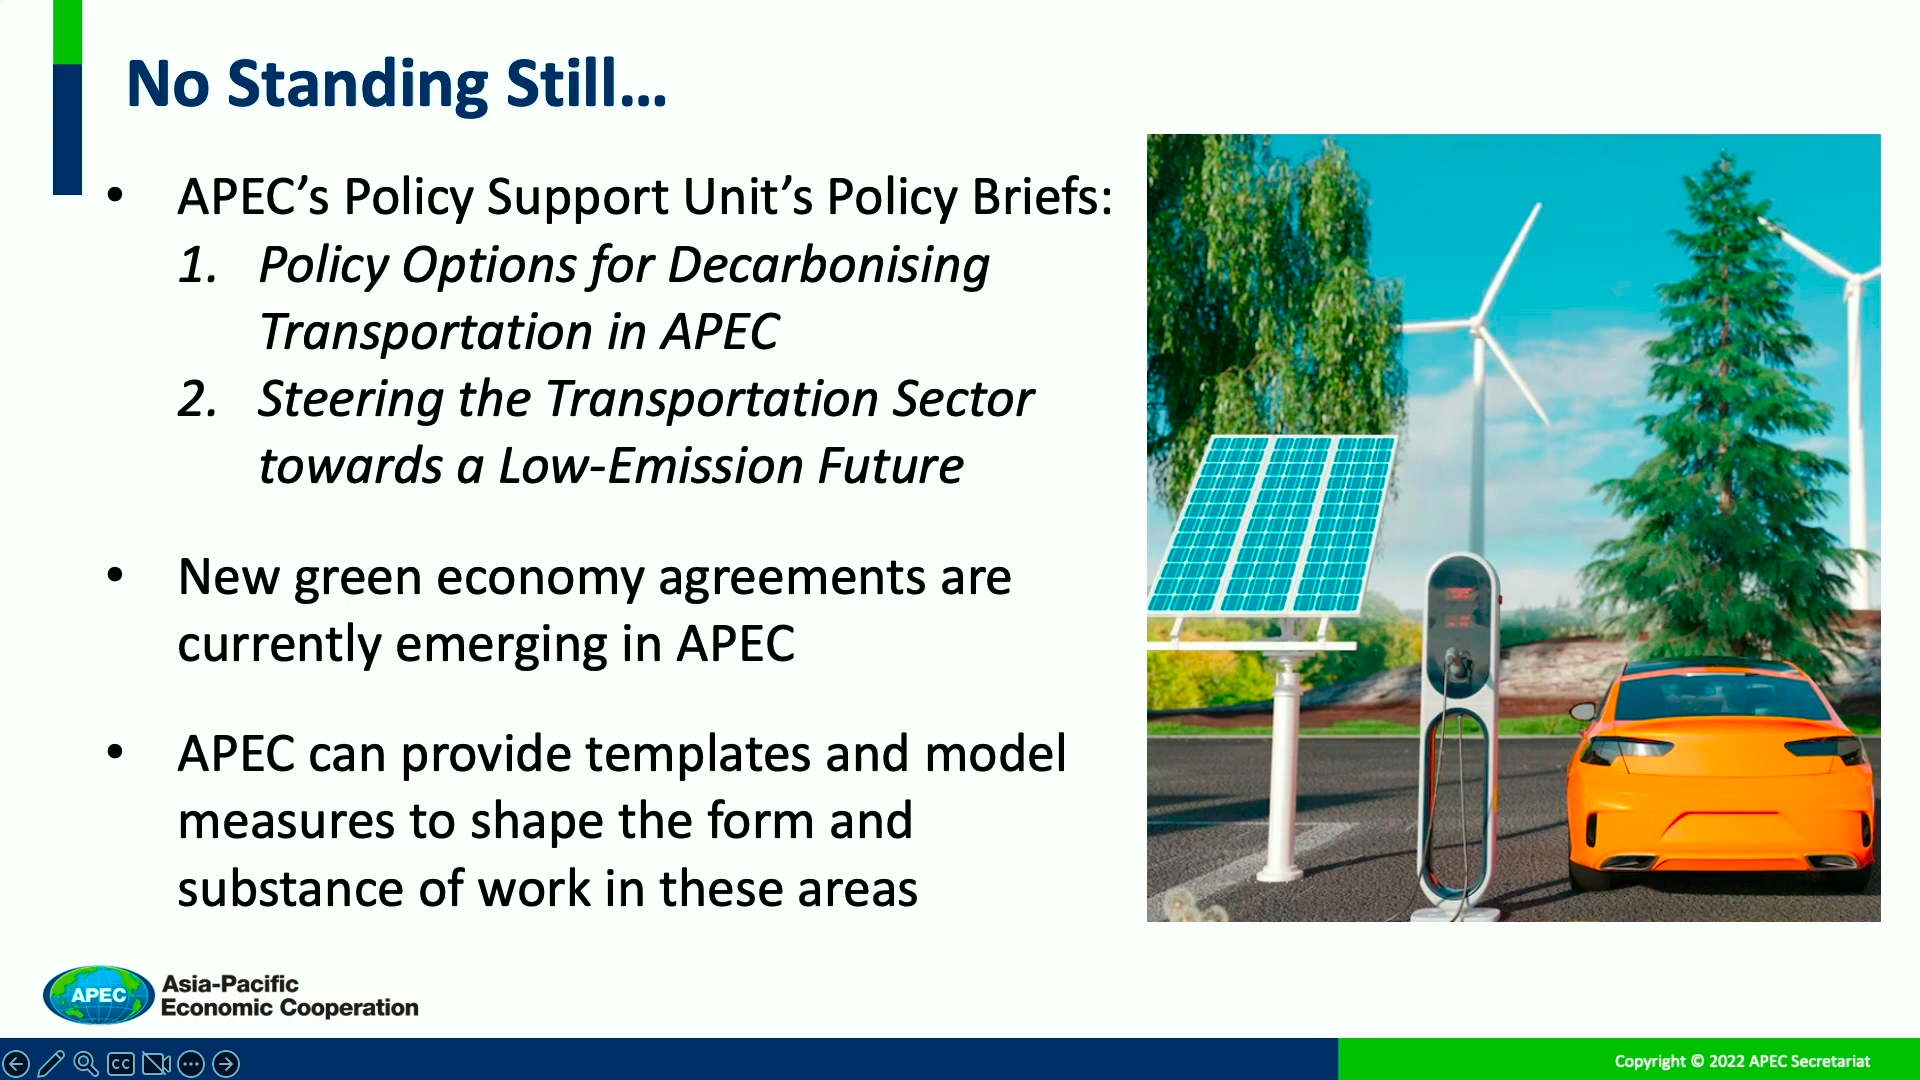 No Standing Still...
• APEC’s Policy Support Unit’s Policy Briefs:
1. Policy Options for Decarbonising
Transportation in APEC
2. Steering the Transportation Sector
towards a Low-Emission Future
• New green economy agreements are
currently emerging in APEC
• APEC can provide templates and model
measures to shape the form and
substance of work in these areas
APEC
Asia-Pacific
Economic Cooperation
CC
Copyright © 2022 APEC Secretariat